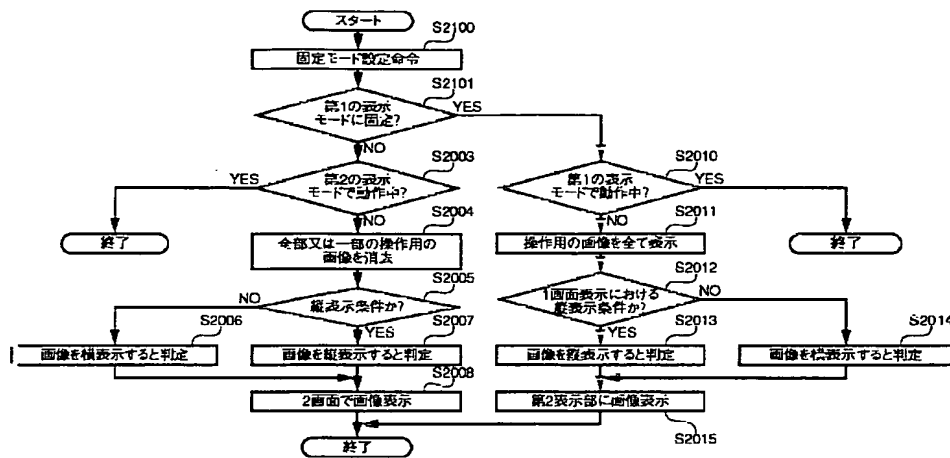 スタート
S2100
固定モード設定命令
S2101
第1の表示
モードに固定?
YES
NO
S2003
第2の表示
モードで動作中?
YES
NO
終了
S2004
全部又は一部の操作用の
画像を消去
S2005
縦表示条件か?
NO
YES
S2006
画像を横表示すると判定
S2007
画像を縦表示すると判定
S2008
2画面で画像表示
S2010
第1の表示
モードで動作中?
YES
NO
終了
S2011
操作用の画像を全て表示
S2012
1画面表示における
縦表示条件か?
NO
YES
S2013
画像を縦表示すると判定
S2014
画像を横表示すると判定
第2表示部に画像表示
S2015
終了